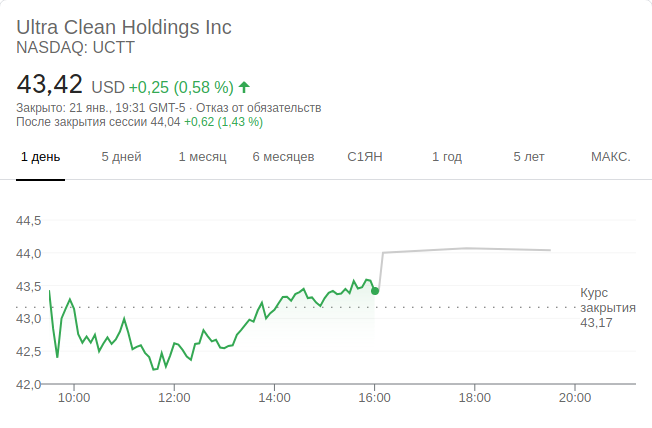 Ultra Clean Holdings Inc
NASDAQ: UCTT
43,42 USD +0,25 (0,58 %)
Закрыто: 21 янв., 19:31 GMT-5 · Отказ от обязательств
После закрытия сессии 44,04 +0,62 (1,43 %)
1 день 5 дней 1 месяц 6 месяцев С1ЯН 1 год 5 лет МАКС.
44,5
44,0
43,5
43,0
42,5
42,0
Курс
закрытия
43,17
10:00 12:00 14:00 16:00 18:00 20:00